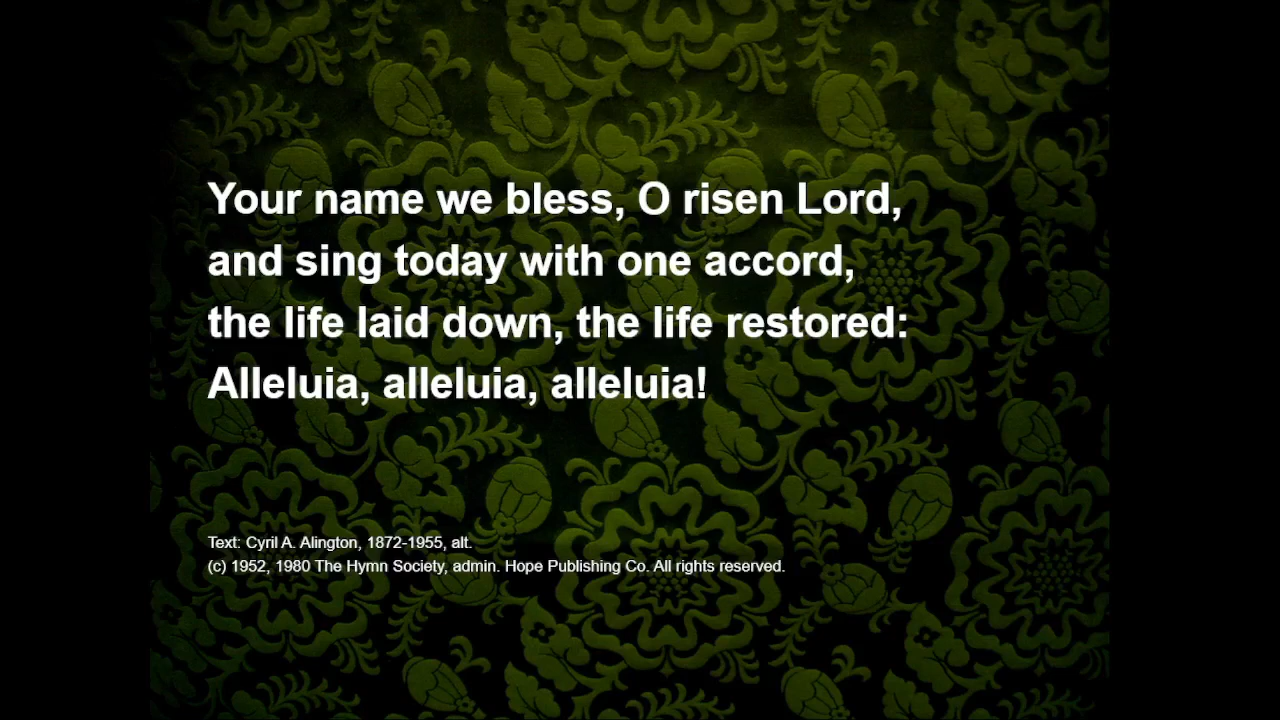 Your name we bless, O risen Lord,
and sing today with one accord,
the life laid down, the life restored:
Alleluia, alleluia, alleluia!
Text: Cyril A. Alington, 1872-1955, alt.
(c) 1952, 1980 The Hymn Society, admin. Hope Publishing Co. All rights reserved.